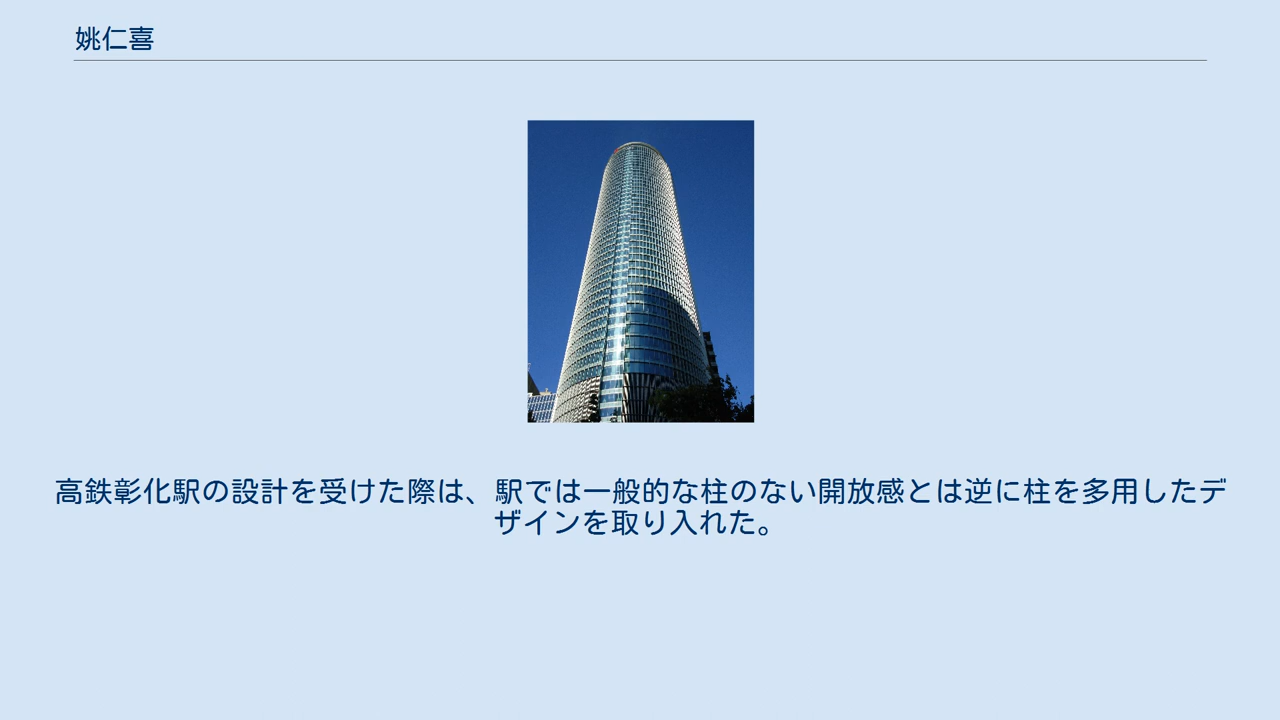 姚仁喜
高鉄彰化駅の設計を受けた際は、駅では一般的な柱のない開放感とは逆に柱を多用したデ
ザインを取り入れた。